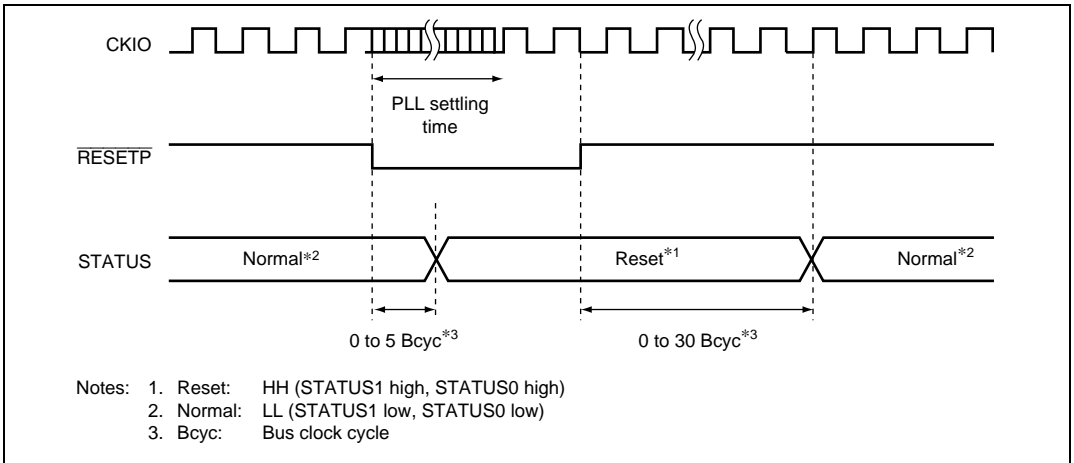 CKIO
PLL settling
time
RESETP
STATUS
Normal*2
Reset*1
Normal*2
0 to 5 Bcyc*3
0 to 30 Bcyc*3
Notes: 1. Reset: HH (STATUS1 high, STATUS0 high)
2. Normal: LL (STATUS1 low, STATUS0 low)
3. Bcyc: Bus clock cycle